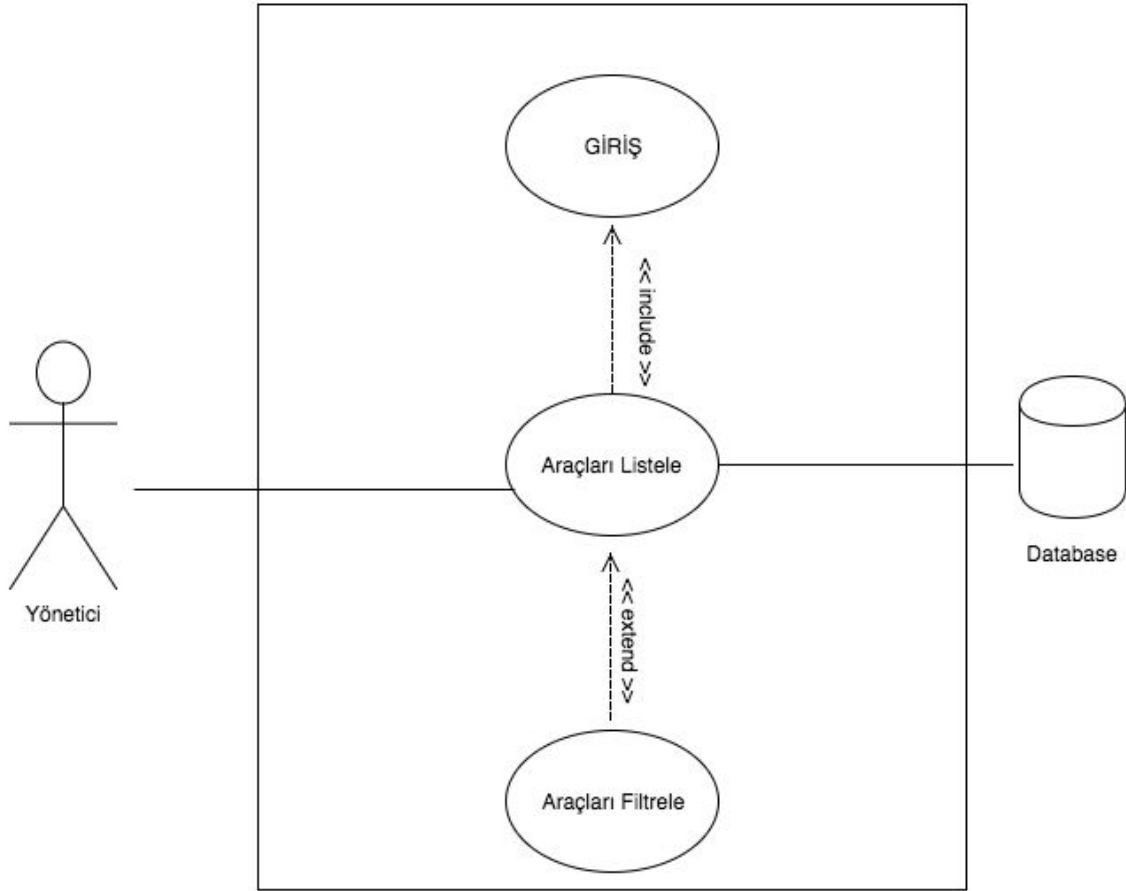 GİRİŞ
<< include >>
Araçları Listele
Yönetici
Database
<< extend >>
Araçları Filtrele